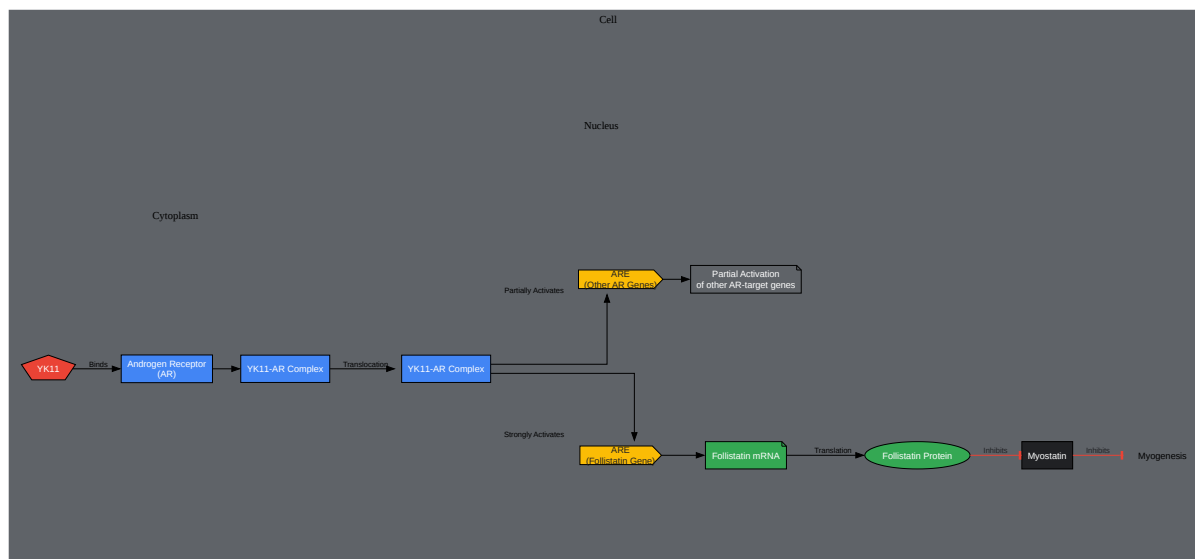 Cell
Nucleus
Cytoplasm
ARE
(Other AR Genes)
Partial Activation
of other AR-target genes
Partially Activates
YK11
Binds
Androgen Receptor
(AR)
YK11-AR Complex
Translocation
YK11-AR Complex
Strongly Activates
ARE
(Follistatin Gene)
Follistatin mRNA
Translation
Follistatin Protein
Inhibits
Myostatin
Inhibits
Myogenesis